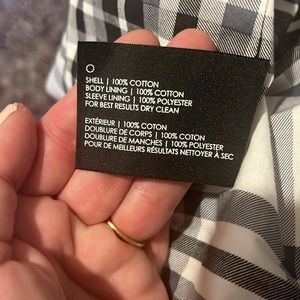 SHELL | 100% COTTON
BODY LINING | 100% COTTON
SLEEVE LINING | 100% POLYESTER
FOR BEST RESULTS DRY CLEAN
EXTÉRIEUR | 100% COTON
DOUBLURE DE CORPS | 100% COTON
DOUBLURE DE MANCHES | 100% POLYESTER
POUR DE MEILLEURS RÉSULTATS NETTOYER À SEC